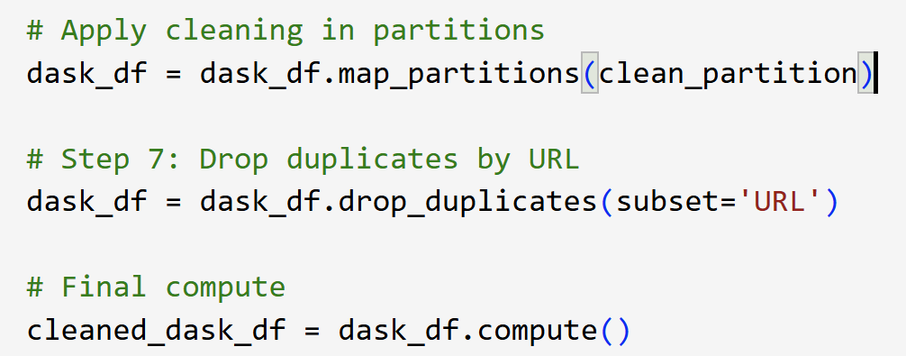 # Apply cleaning in partitions
dask_df = dask_df.map_partitions(clean_partition)
# Step 7: Drop duplicates by URL
dask_df = dask_df.drop_duplicates(subset='URL')
# Final compute
cleaned_dask_df = dask_df.compute()